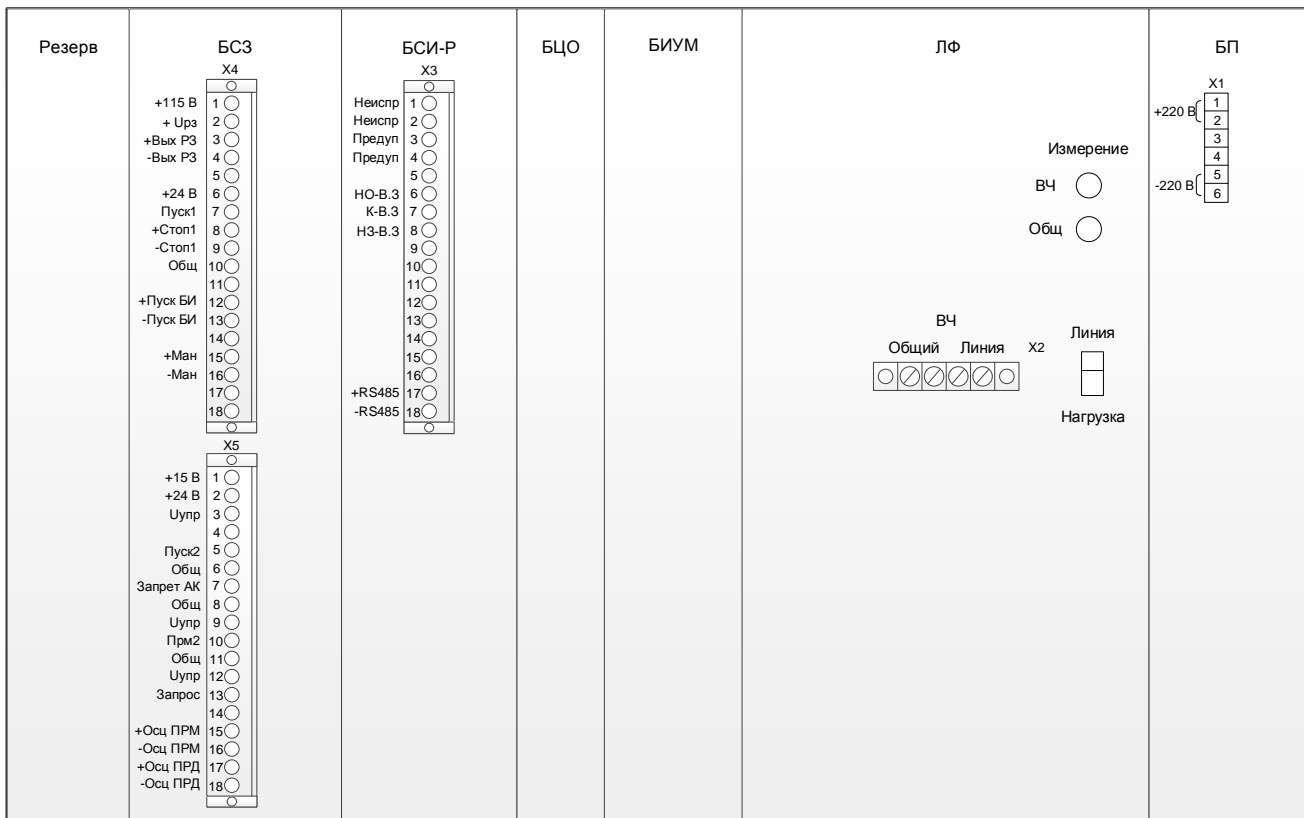 Резерв
БСЗ
БСИ-Р
БЦО
БИУМ
ЛФ
БП
X4
+115 В 1
+ Uрз 2
+Вых РЗ 3
-Вых РЗ 4
5
+24 В 6
Пуск1 7
+Стоп1 8
-Стоп1 9
Общ 10
11
+Пуск БИ 12
-Пуск БИ 13
14
+Ман 15
-Ман 16
17
18
X5
+15 В 1
+24 В 2
Uупр 3
4
Пуск2 5
Общ 6
Запрет АК 7
Общ 8
Uупр 9
Прм2 10
Общ 11
Uупр 12
Запрос 13
14
+Осц ПРМ 15
-Осц ПРМ 16
+Осц ПРД 17
-Осц ПРД 18
X3
Неиспр 1
Неиспр 2
Предуп 3
Предуп 4
5
НО-В.З 6
К-В.З 7
НЗ-В.З 8
9
10
11
12
13
14
15
16
+RS485 17
-RS485 18
Измерение
ВЧ
Общ
ВЧ
Общий Линия X2
Линия
Нагрузка
X1
+220 В
1
2
3
4
-220 В
5
6